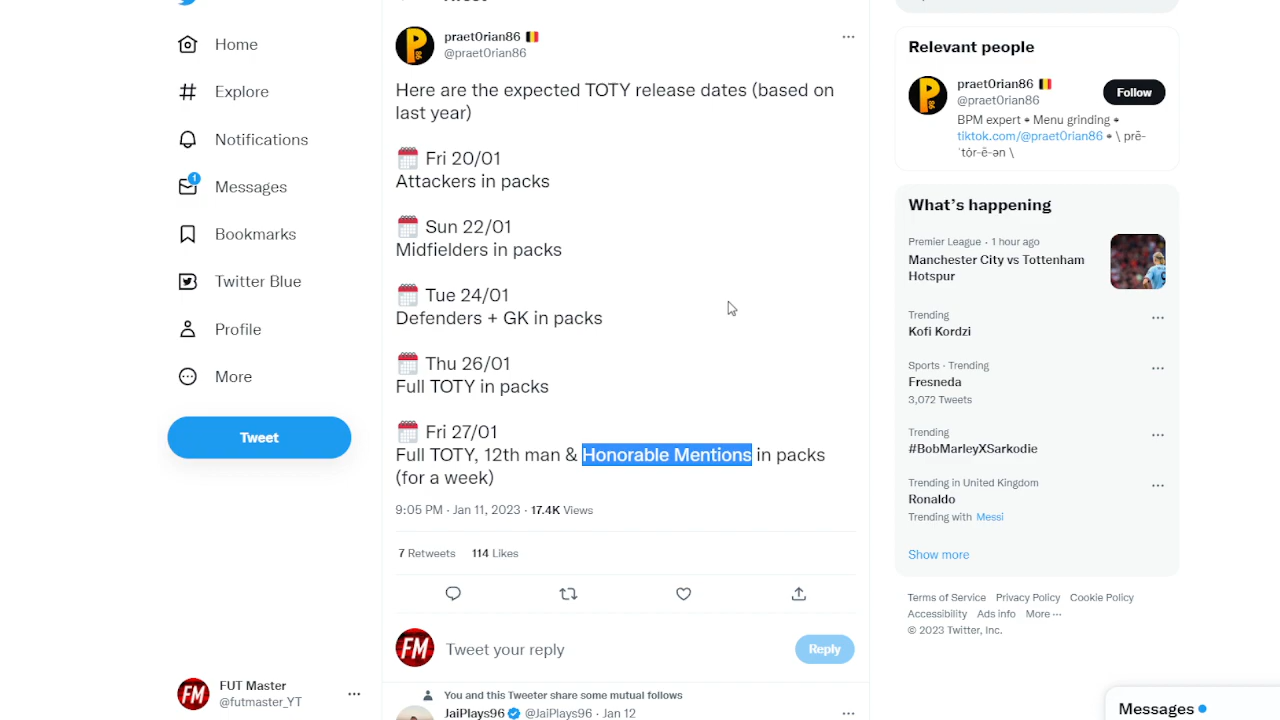 Home
Explore
Notifications
1
Messages
Bookmarks
Twitter Blue
Profile
More
Tweet
FUT Master
@futmaster_YT
praet0rian86
@praet0rian86
Here are the expected TOTY release dates (based on
last year)
Fri 20/01
Attackers in packs
Sun 22/01
Midfielders in packs
Tue 24/01
Defenders + GK in packs
Thu 26/01
Full TOTY in packs
Fri 27/01
Full TOTY, 12th man & Honorable Mentions in packs
(for a week)
9:05 PM · Jan 11, 2023 · 17.4K Views
7 Retweets 114 Likes
FM
Tweet your reply
Reply
You and this Tweeter share some mutual follows
JaiPlays96 @JaiPlays96 · Jan 12
Relevant people
praet0rian86
@praet0rian86
Follow
BPM expert • Menu grinding •
tiktok.com/@praet0rian86 • \ prē-
ˈtȯr-ē-ən \
What's happening
Premier League · 1 hour ago
Manchester City vs Tottenham
Hotspur
Trending
Kofi Kordzi
Sports · Trending
Fresneda
3,072 Tweets
Trending
#BobMarleyXSarkodie
Trending in United Kingdom
Ronaldo
Trending with Messi
Show more
Terms of Service Privacy Policy Cookie Policy
Accessibility Ads info More ···
© 2023 Twitter, Inc.
Messages